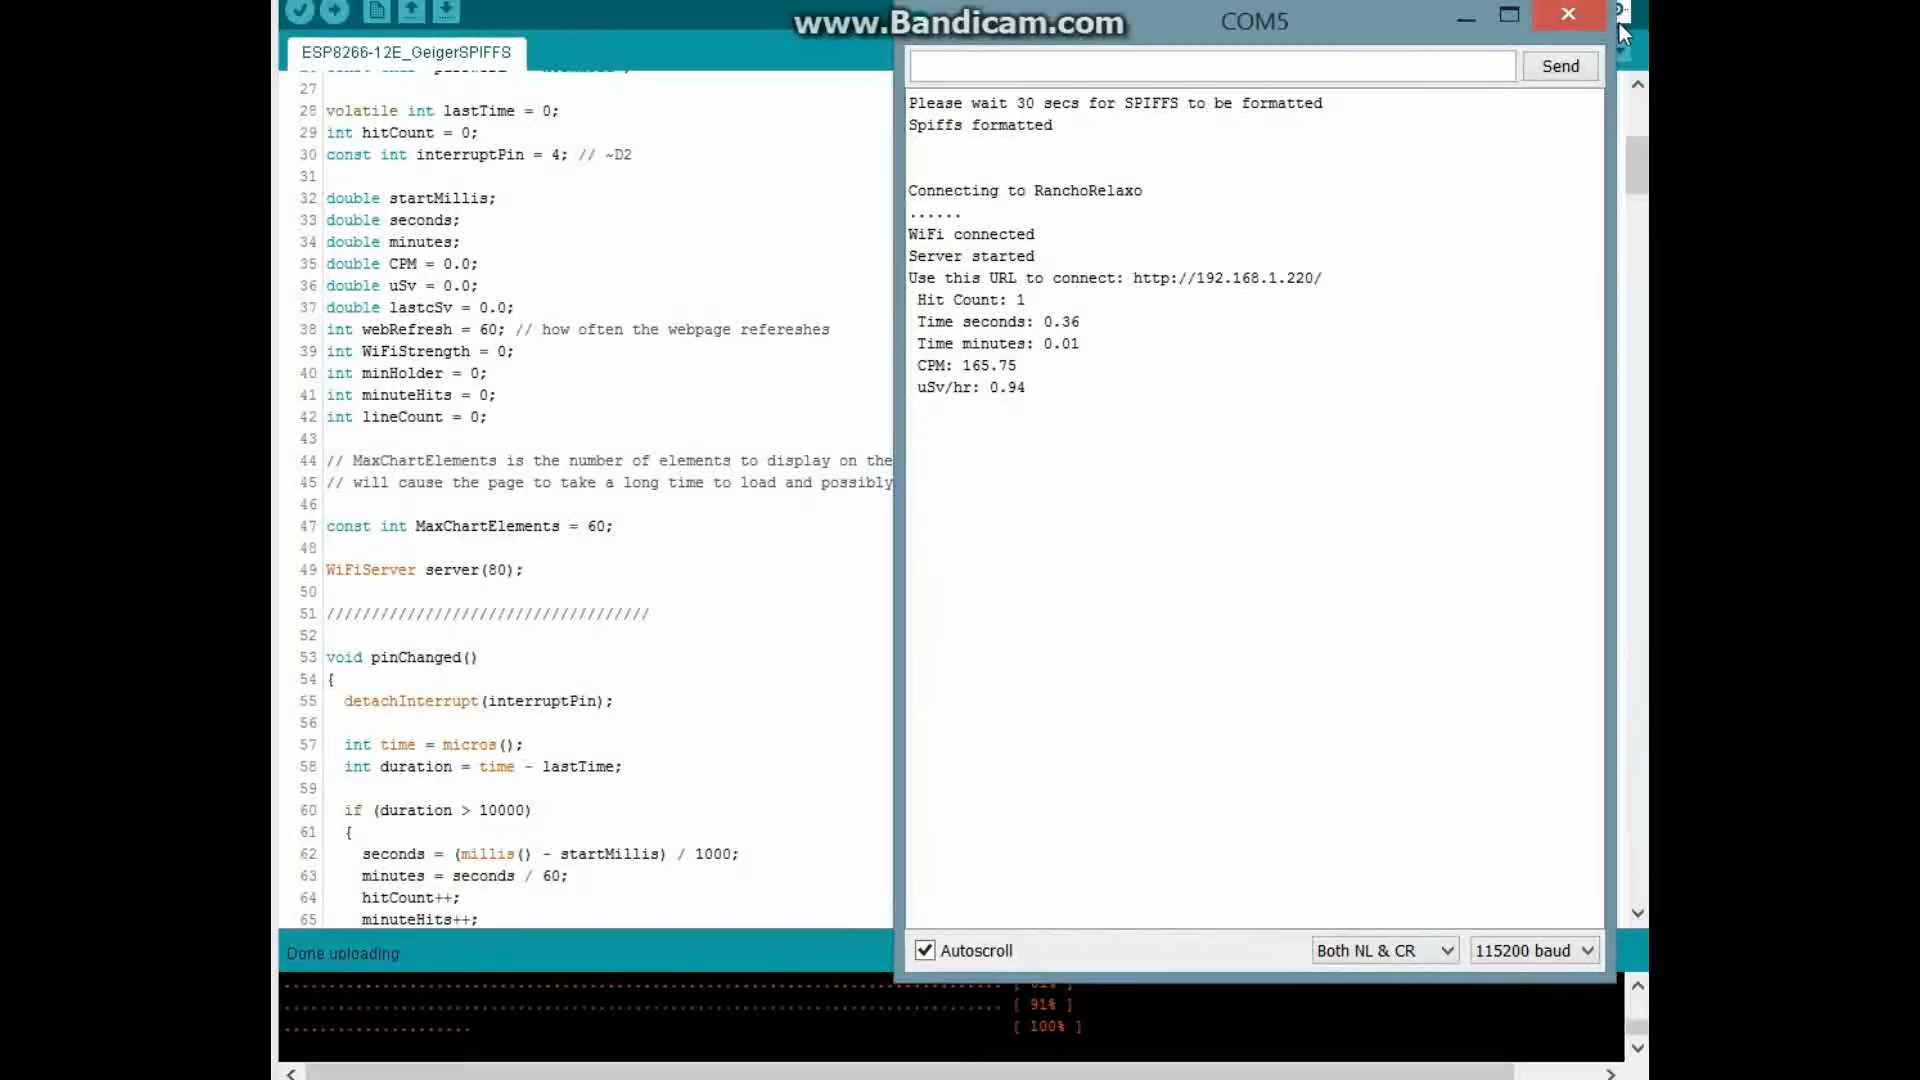 www.Bandicam.com
COM5
ESP8266-12E_GeigerSPIFFS
27
28 volatile int lastTime = 0;
29 int hitCount = 0;
30 const int interruptPin = 4; // ~D2
31
32 double startMillis;
33 double seconds;
34 double minutes;
35 double CPM = 0.0;
36 double uSv = 0.0;
37 double lastcSv = 0.0;
38 int webRefresh = 60; // how often the webpage refereshes
39 int WiFiStrength = 0;
40 int minHolder = 0;
41 int minuteHits = 0;
42 int lineCount = 0;
43
44 // MaxChartElements is the number of elements to display on the
45 // will cause the page to take a long time to load and possibly
46
47 const int MaxChartElements = 60;
48
49 WiFiServer server(80);
50
51 ////////////////////////////////////
52
53 void pinChanged()
54 {
55 detachInterrupt(interruptPin);
56
57 int time = micros();
58 int duration = time - lastTime;
59
60 if (duration > 10000)
61 {
62 seconds = (millis() - startMillis) / 1000;
63 minutes = seconds / 60;
64 hitCount++;
65 minuteHits++;
Send
Please wait 30 secs for SPIFFS to be formatted
Spiffs formatted
Connecting to RanchoRelaxo
......
WiFi connected
Server started
Use this URL to connect: http://192.168.1.220/
Hit Count: 1
Time seconds: 0.36
Time minutes: 0.01
CPM: 165.75
uSv/hr: 0.94
Autoscroll
Both NL & CR
115200 baud
Done uploading
[ 91% ]
[ 100% ]